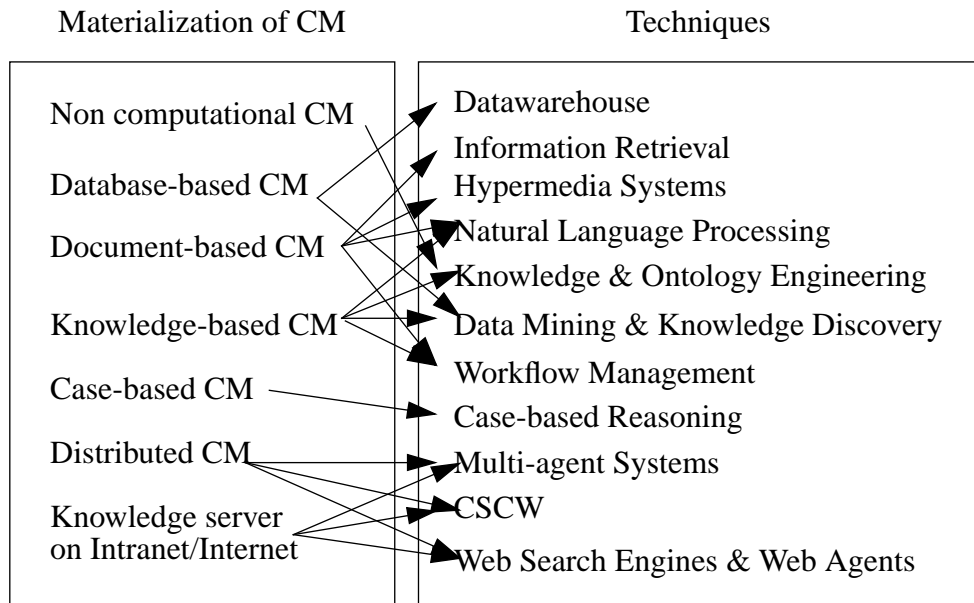 Materialization of CM
Techniques
Non computational CM
Database-based CM
Document-based CM
Knowledge-based CM
Case-based CM
Distributed CM
Knowledge server
on Intranet/Internet
Datawarehouse
Information Retrieval
Hypermedia Systems
Natural Language Processing
Knowledge & Ontology Engineering
Data Mining & Knowledge Discovery
Workflow Management
Case-based Reasoning
Multi-agent Systems
CSCW
Web Search Engines & Web Agents